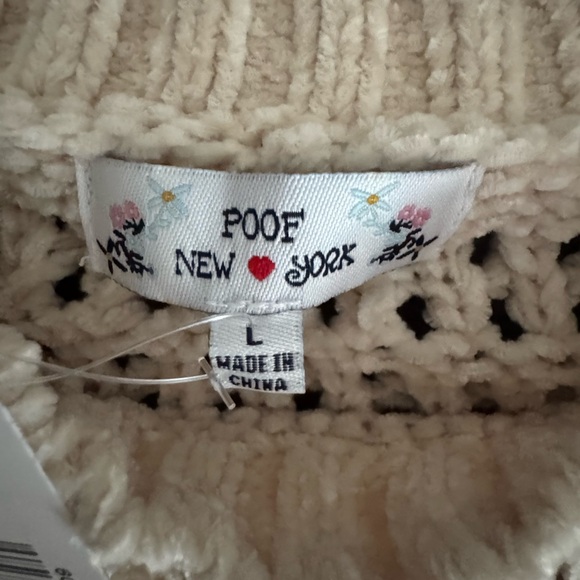 POOF
NEW YORK
L
MADE IN
CHINA